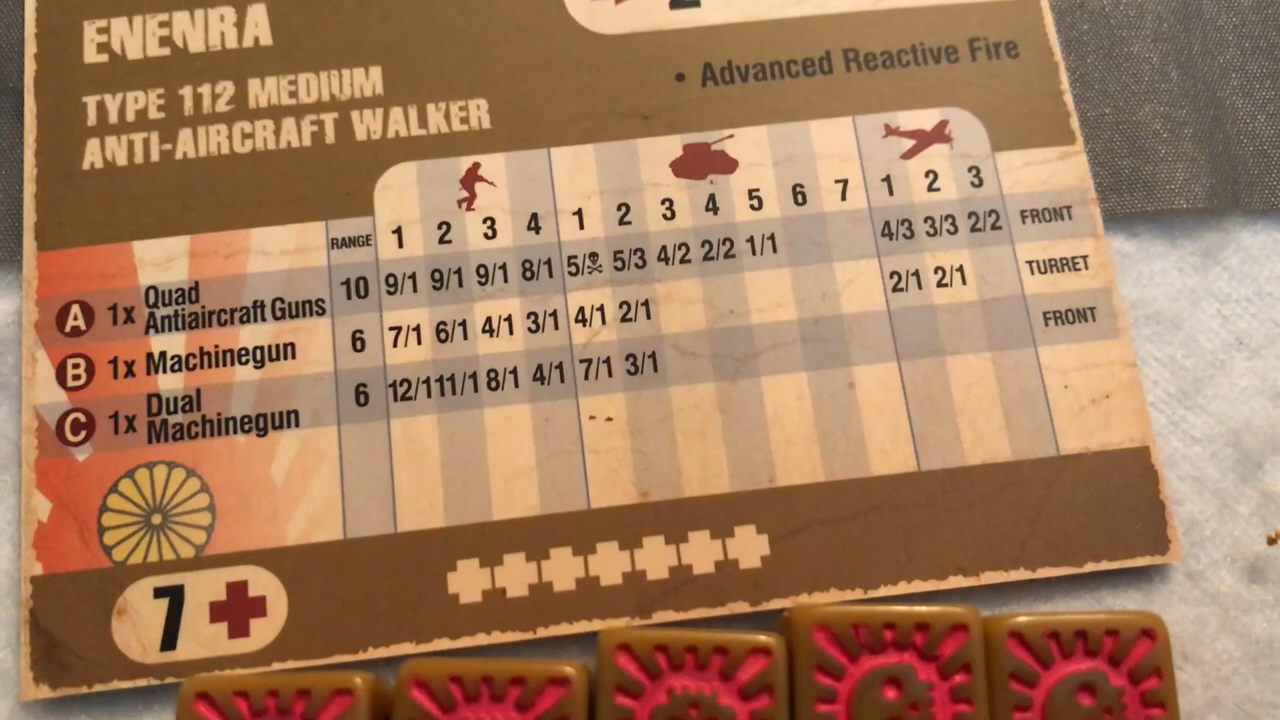 ENENRA
TYPE 112 MEDIUM
ANTI-AIRCRAFT WALKER
• Advanced Reactive Fire
RANGE 1 2 3 4 1 2 3 4 5 6 7 1 2 3
A 1x Quad Antiaircraft Guns 10 9/1 9/1 9/1 8/1 5/☠ 5/3 4/2 2/2 1/1 4/3 3/3 2/2 FRONT
B 1x Machinegun 6 7/1 6/1 4/1 3/1 4/1 2/1 2/1 2/1 TURRET
C 1x Dual Machinegun 6 12/1 11/1 8/1 4/1 7/1 3/1 FRONT
7